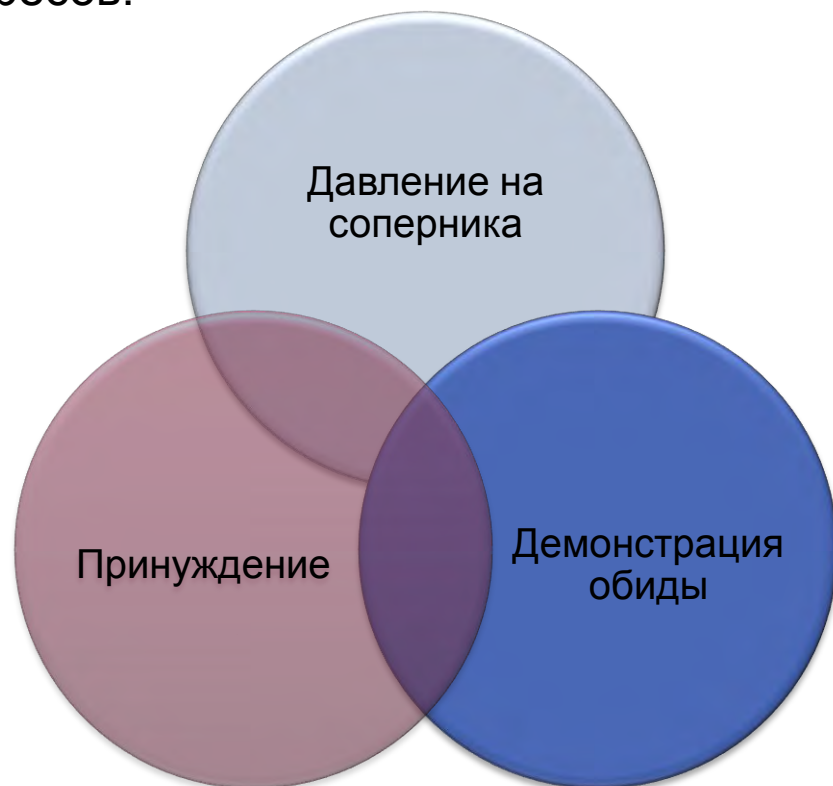 Давление на
соперника
Принуждение
Демонстрация
обиды